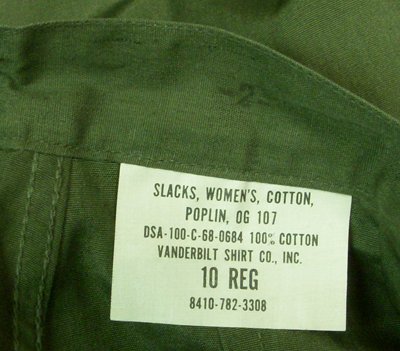 -2-
SLACKS, WOMEN'S, COTTON,
POPLIN, OG 107
DSA-100-C-68-0684 100% COTTON
VANDERBILT SHIRT CO., INC.
10 REG
8410-782-3308